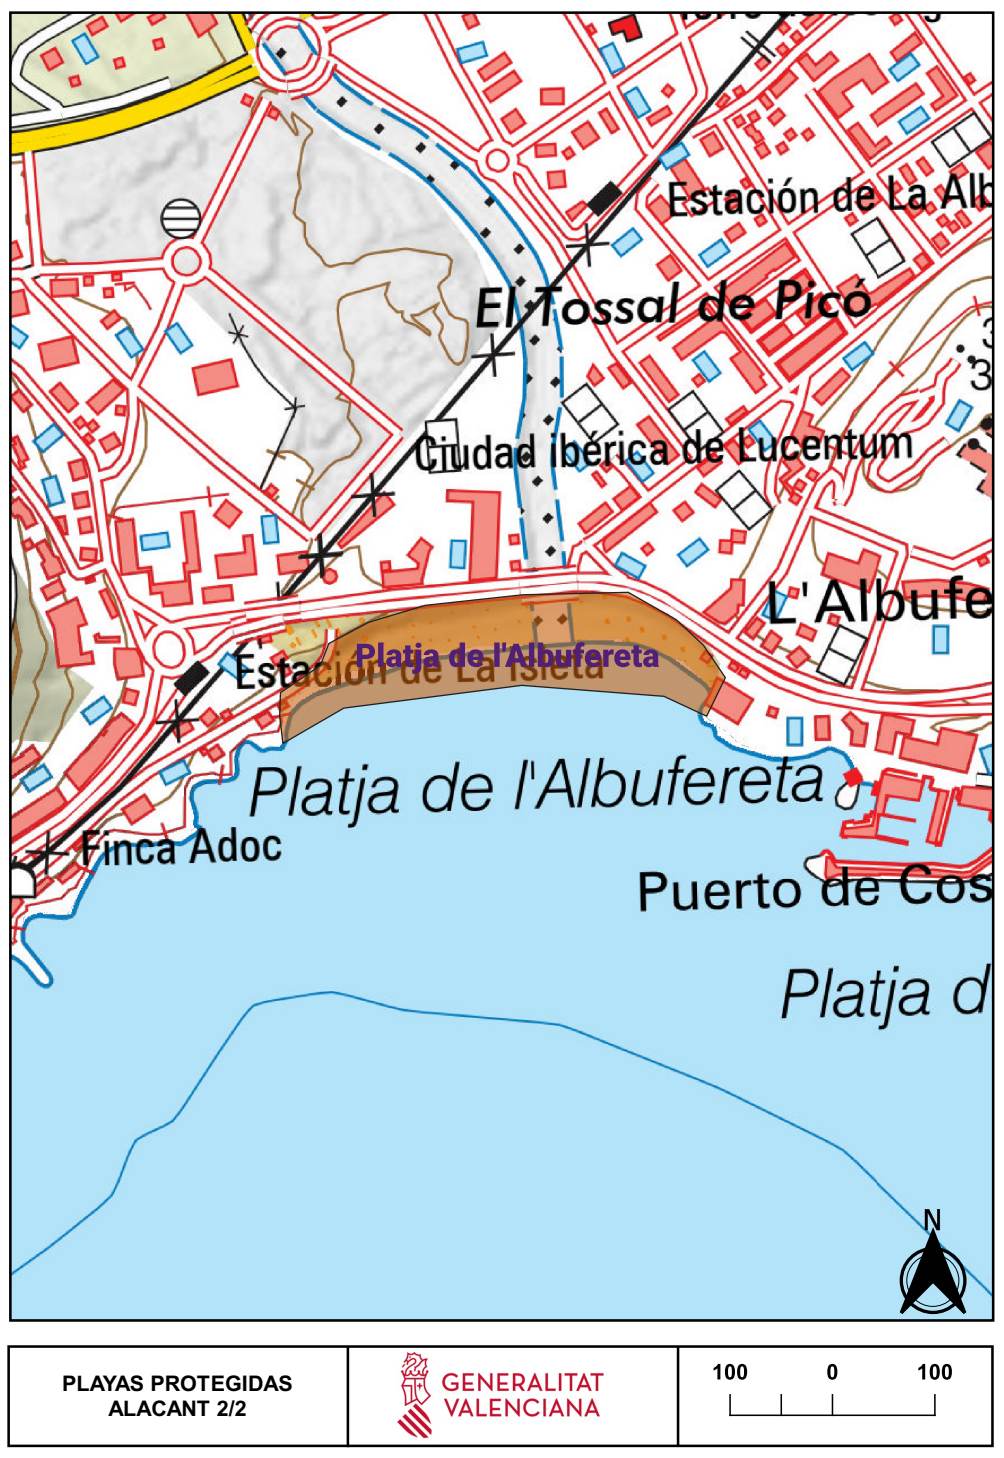 Estación de La Alb
El Tossal de Picó
3
3
Ciudad ibérica de Lucentum
L'Albufe
Platja de l'Albufereta
Estación de La Isleta
Platja de l'Albufereta
Finca Adoc
Puerto de Cos
Platja d
N
PLAYAS PROTEGIDAS
ALACANT 2/2
GENERALITAT
VALENCIANA
100 0 100